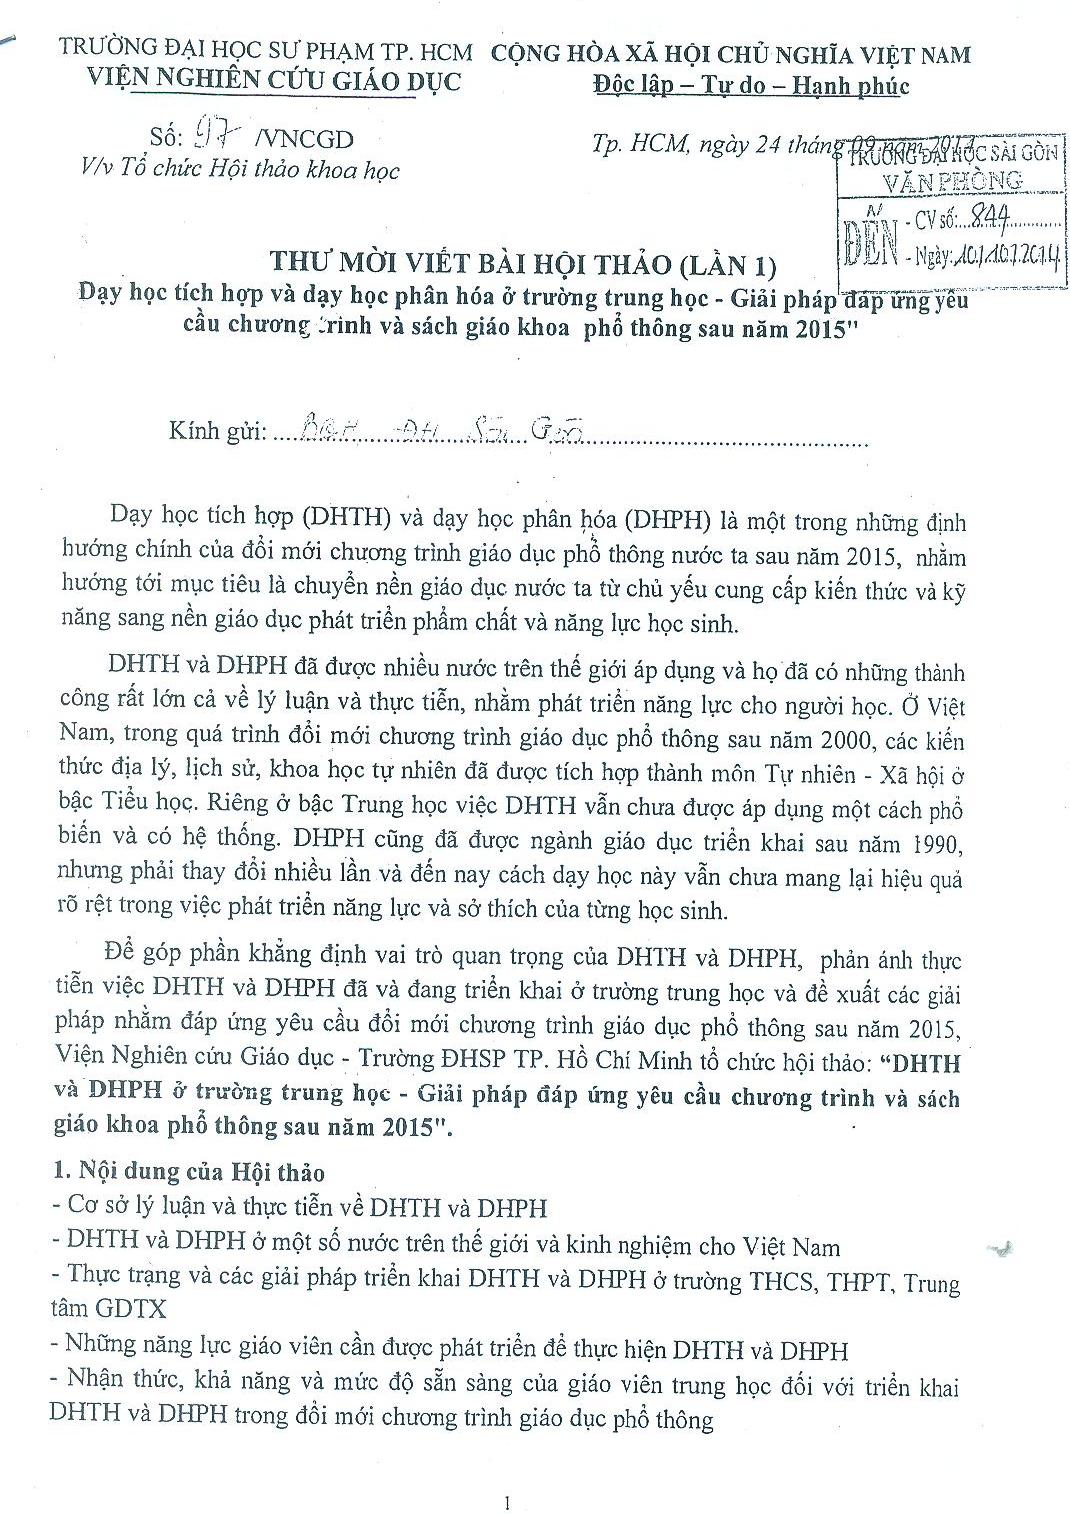 TRƯỜNG ĐẠI HỌC SƯ PHẠM TP. HCM
VIỆN NGHIÊN CỨU GIÁO DỤC
CỘNG HÒA XÃ HỘI CHỦ NGHĨA VIỆT NAM
Độc lập – Tự do – Hạnh phúc
Số: 97 /VNCGD
V/v Tổ chức Hội thảo khoa học
Tp. HCM, ngày 24 tháng 09 năm
TRƯỜNG ĐẠI HỌC SÀI GÒN
VĂN PHÒNG
ĐẾN
- CV số:...844............
- Ngày:.10/.10./.2014
THƯ MỜI VIẾT BÀI HỘI THẢO (LẦN 1)
Dạy học tích hợp và dạy học phân hóa ở trường trung học - Giải pháp đáp ứng yêu
cầu chương trình và sách giáo khoa phổ thông sau năm 2015"
Kính gửi: .... ĐH Sài Gòn
Dạy học tích hợp (DHTH) và dạy học phân hóa (DHPH) là một trong những định
hướng chính của đổi mới chương trình giáo dục phổ thông nước ta sau năm 2015, nhằm
hướng tới mục tiêu là chuyển nền giáo dục nước ta từ chủ yếu cung cấp kiến thức và kỹ
năng sang nền giáo dục phát triển phẩm chất và năng lực học sinh.
DHTH và DHPH đã được nhiều nước trên thế giới áp dụng và họ đã có những thành
công rất lớn cả về lý luận và thực tiễn, nhằm phát triển năng lực cho người học. Ở Việt
Nam, trong quá trình đổi mới chương trình giáo dục phổ thông sau năm 2000, các kiến
thức địa lý, lịch sử, khoa học tự nhiên đã được tích hợp thành môn Tự nhiên - Xã hội ở
bậc Tiểu học. Riêng ở bậc Trung học việc DHTH vẫn chưa được áp dụng một cách phổ
biến và có hệ thống. DHPH cũng đã được ngành giáo dục triển khai sau năm 1990,
nhưng phải thay đổi nhiều lần và đến nay cách dạy học này vẫn chưa mang lại hiệu quả
rõ rệt trong việc phát triển năng lực và sở thích của từng học sinh.
Để góp phần khẳng định vai trò quan trọng của DHTH và DHPH, phản ánh thực
tiễn việc DHTH và DHPH đã và đang triển khai ở trường trung học và đề xuất các giải
pháp nhằm đáp ứng yêu cầu đổi mới chương trình giáo dục phổ thông sau năm 2015,
Viện Nghiên cứu Giáo dục - Trường ĐHSP TP. Hồ Chí Minh tổ chức hội thảo: “DHTH
và DHPH ở trường trung học - Giải pháp đáp ứng yêu cầu chương trình và sách
giáo khoa phổ thông sau năm 2015".
1. Nội dung của Hội thảo
- Cơ sở lý luận và thực tiễn về DHTH và DHPH
- DHTH và DHPH ở một số nước trên thế giới và kinh nghiệm cho Việt Nam
- Thực trạng và các giải pháp triển khai DHTH và DHPH ở trường THCS, THPT, Trung
tâm GDTX
- Những năng lực giáo viên cần được phát triển để thực hiện DHTH và DHPH
- Nhận thức, khả năng và mức độ sẵn sàng của giáo viên trung học đối với triển khai
DHTH và DHPH trong đổi mới chương trình giáo dục phổ thông
1